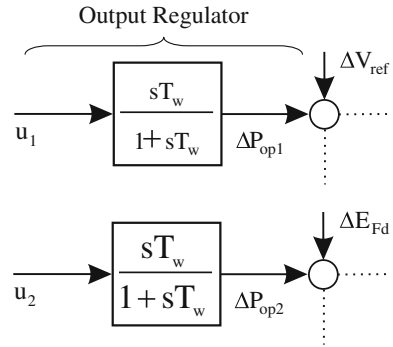 Output Regulator
ΔV_ref
sT_w
1+sT_w
u_1
ΔP_op1
ΔE_Fd
sT_w
1+sT_w
u_2
ΔP_op2